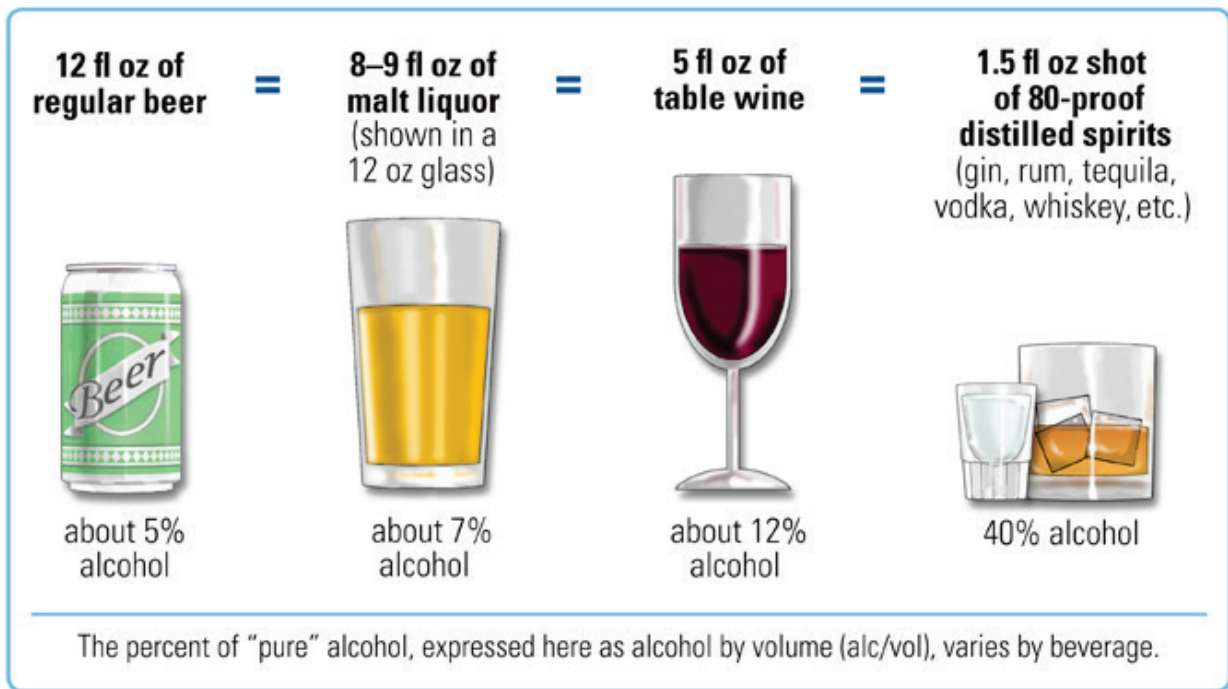 12 fl oz of
regular beer
=
8–9 fl oz of
malt liquor
(shown in a
12 oz glass)
=
5 fl oz of
table wine
=
1.5 fl oz shot
of 80-proof
distilled spirits
(gin, rum, tequila,
vodka, whiskey, etc.)
Beer
about 5%
alcohol
about 7%
alcohol
about 12%
alcohol
40% alcohol
The percent of “pure” alcohol, expressed here as alcohol by volume (alc/vol), varies by beverage.